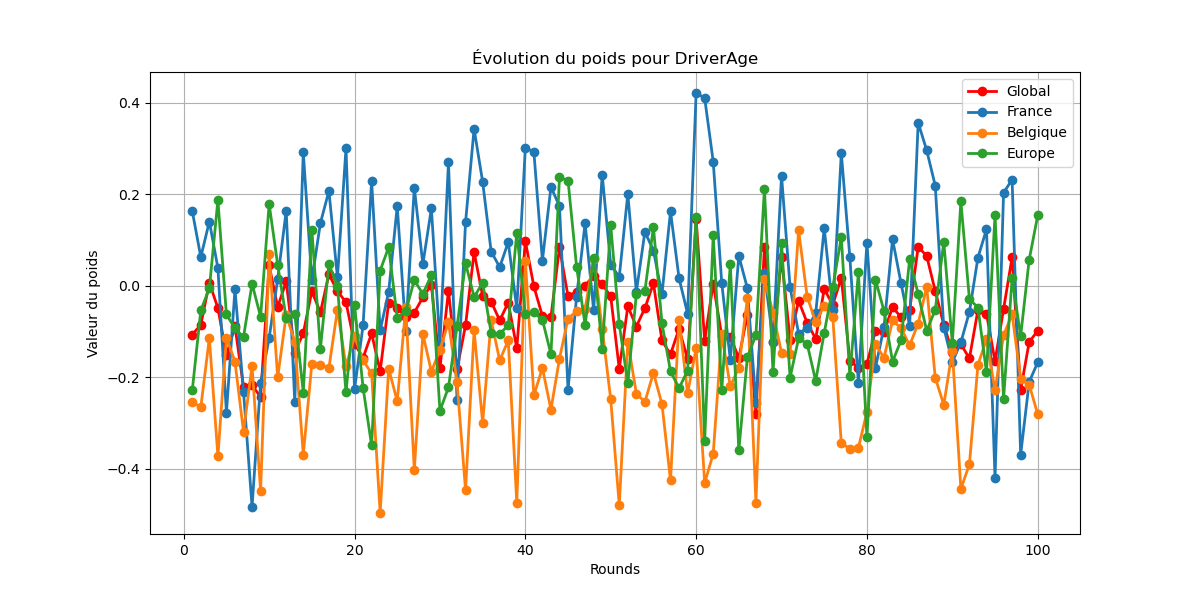 Évolution du poids pour DriverAge
Global
France
Belgique
Europe
Valeur du poids
0.4
0.2
0.0
−0.2
−0.4
0 20 40 60 80 100
Rounds